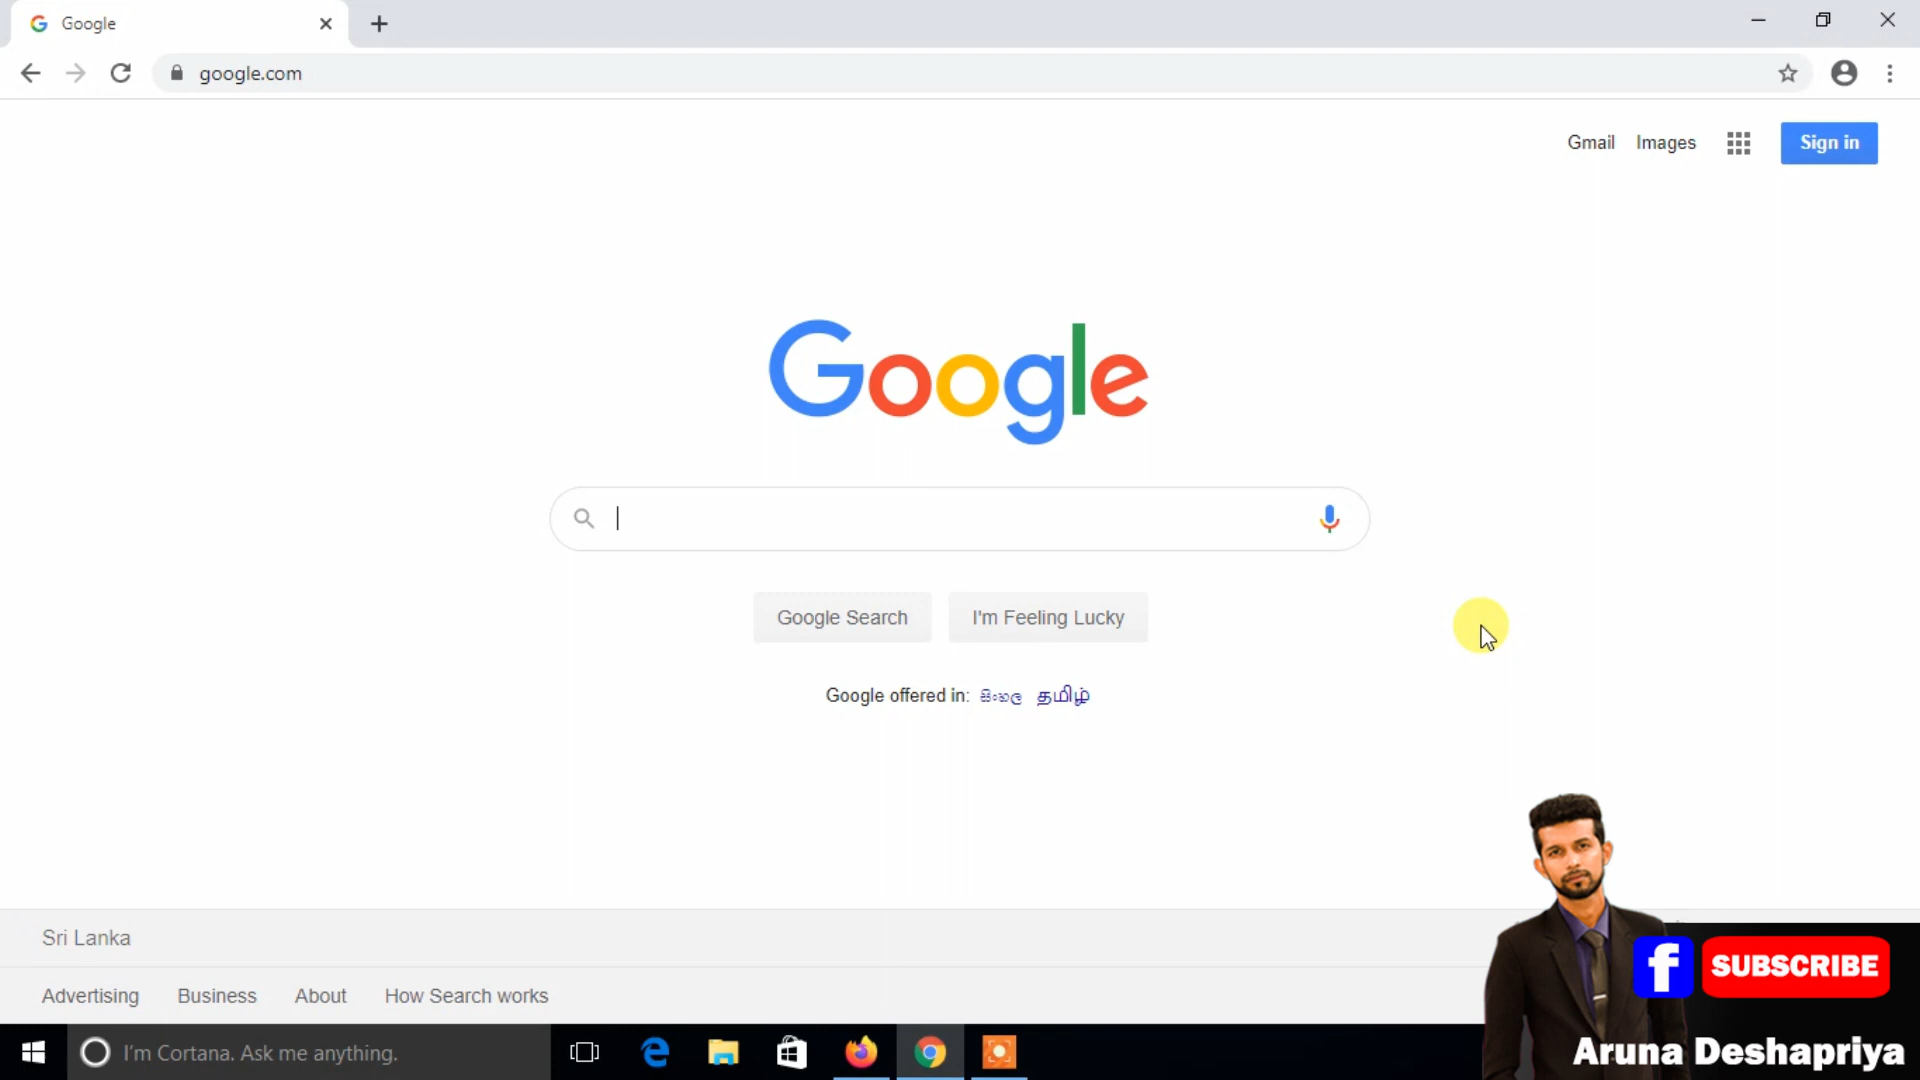 Google
google.com
Gmail Images Sign in
Google
Google Search I'm Feeling Lucky
Google offered in: සිංහල தமிழ்
Sri Lanka
Advertising Business About How Search works
f SUBSCRIBE
I'm Cortana. Ask me anything.
Aruna Deshapriya